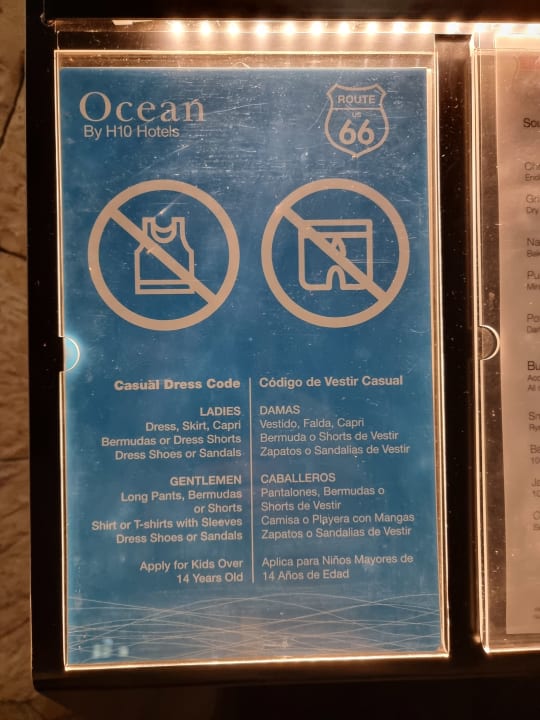 Ocean
By H10 Hotels
ROUTE
US
66
Casual Dress Code
LADIES
Dress, Skirt, Capri
Bermudas or Dress Shorts
Dress Shoes or Sandals
GENTLEMEN
Long Pants, Bermudas
or Shorts
Shirt or T-shirts with Sleeves
Dress Shoes or Sandals
Apply for Kids Over
14 Years Old
Código de Vestir Casual
DAMAS
Vestido, Falda, Capri
Bermuda o Shorts de Vestir
Zapatos o Sandalias de Vestir
CABALLEROS
Pantalones, Bermudas o
Shorts de Vestir
Camisa o Playera con Mangas
Zapatos o Sandalias de Vestir
Aplica para Niños Mayores de
14 Años de Edad